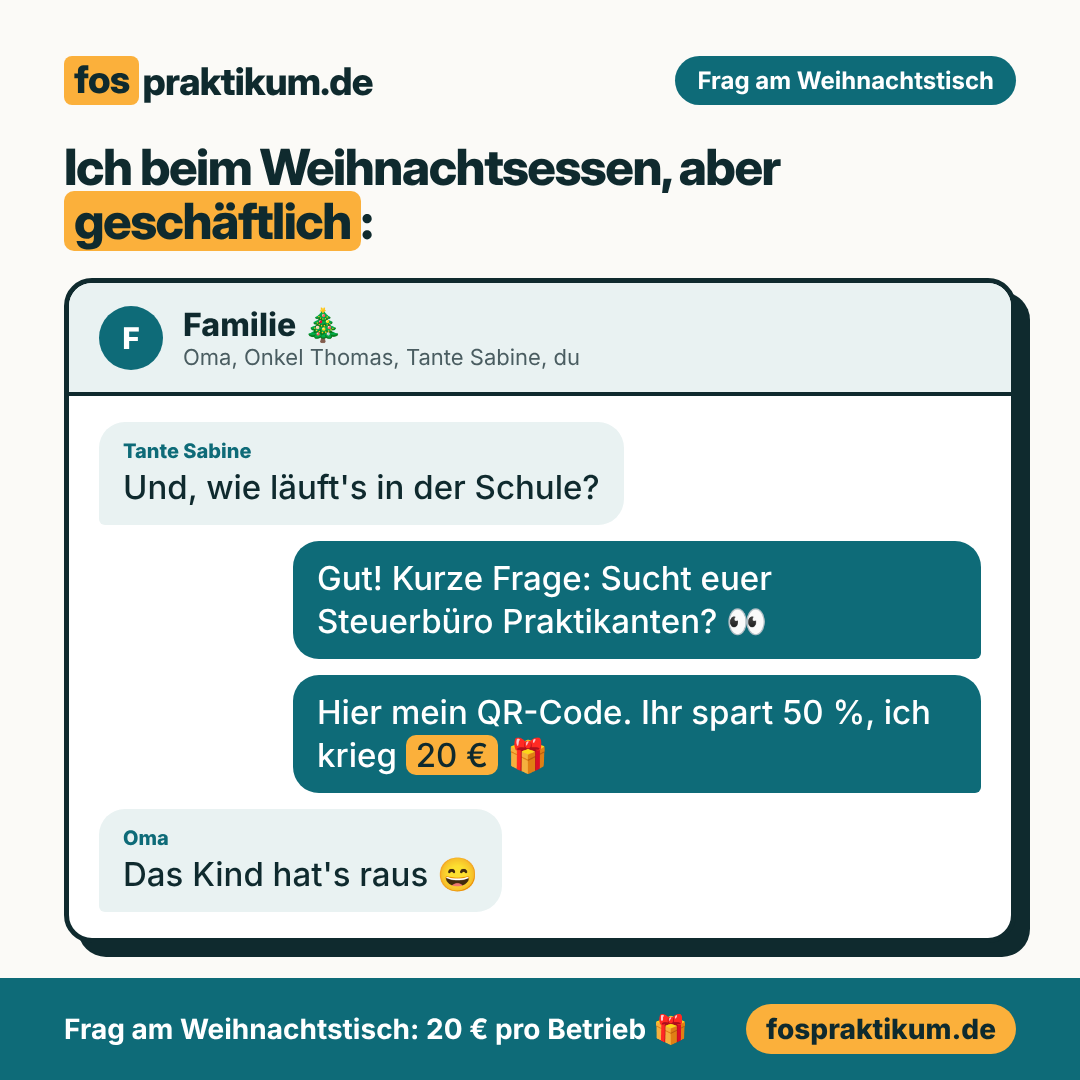 fospraktikum.de
Frag am Weihnachtstisch
Ich beim Weihnachtsessen, aber
geschäftlich:
F
Familie 🎄
Oma, Onkel Thomas, Tante Sabine, du
Tante Sabine
Und, wie läuft's in der Schule?
Gut! Kurze Frage: Sucht euer
Steuerbüro Praktikanten? 👀
Hier mein QR-Code. Ihr spart 50 %, ich
krieg 20 € 🎁
Oma
Das Kind hat's raus 😄
Frag am Weihnachtstisch: 20 € pro Betrieb 🎁
fospraktikum.de